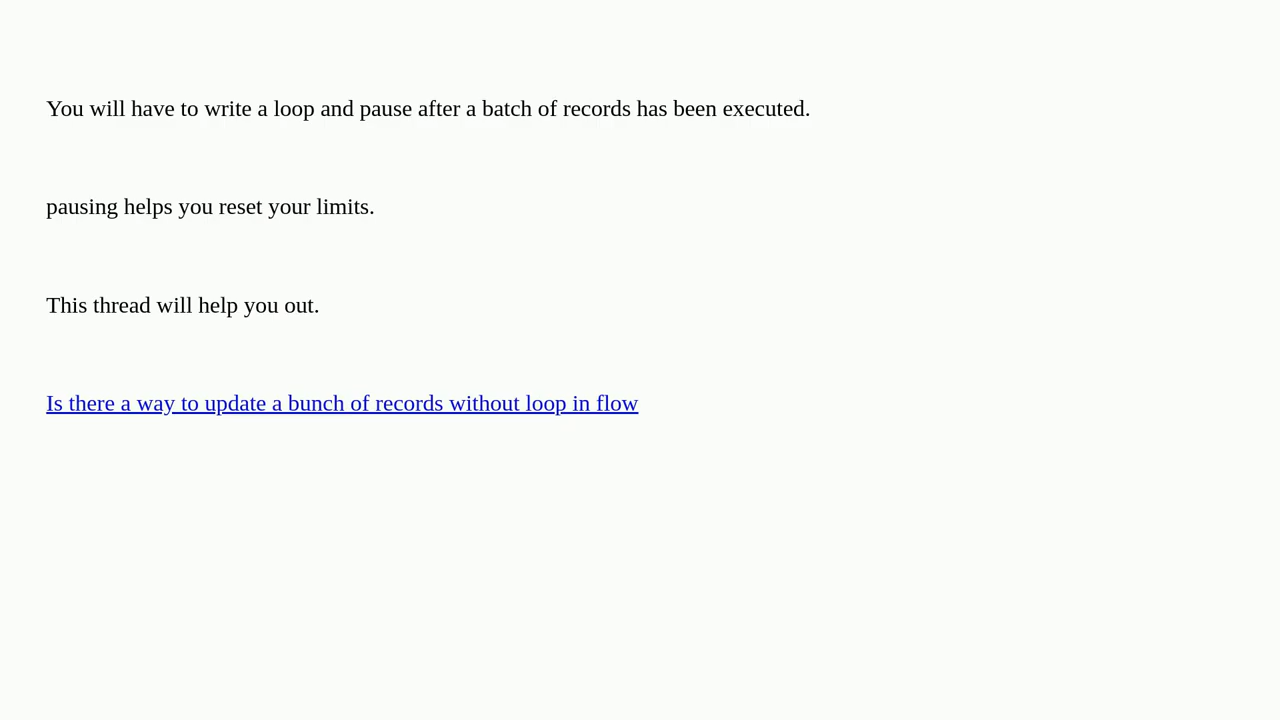 You will have to write a loop and pause after a batch of records has been executed.
pausing helps you reset your limits.
This thread will help you out.
Is there a way to update a bunch of records without loop in flow